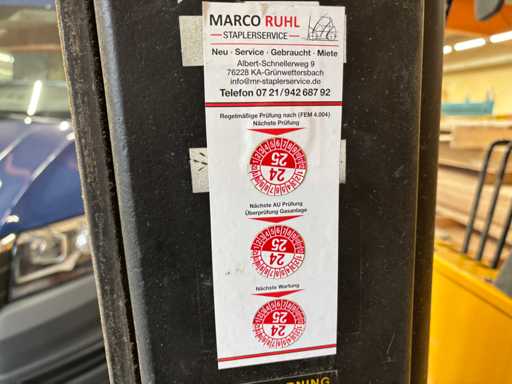 MARCO RUHL
STAPLERSERVICE
Neu · Service · Gebraucht · Miete
Albert-Schnellerweg 9
76228 KA-Grünwettersbach
info@mr-staplerservice.de
Telefon 07 21/942 687 92
Regelmäßige Prüfung nach (FEM 4.004)
Nächste Prüfung
24
25
Nächste AU Prüfung
Überprüfung Gasanlage
24
25
Nächste Wartung
24
25